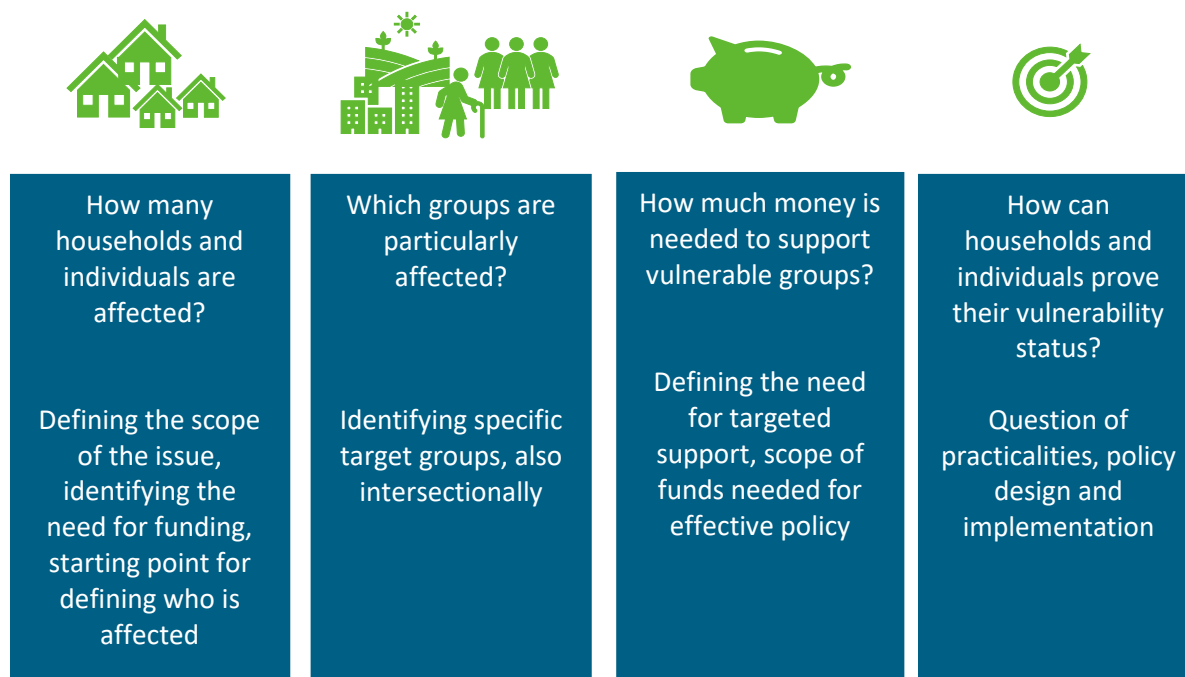 How many
households and
individuals are
affected?
Defining the scope
of the issue,
identifying the
need for funding,
starting point for
defining who is
affected
Which groups are
particularly
affected?
Identifying specific
target groups, also
intersectionally
How much money is
needed to support
vulnerable groups?
Defining the need
for targeted
support, scope of
funds needed for
effective policy
How can
households and
individuals prove
their vulnerability
status?
Question of
practicalities, policy
design and
implementation